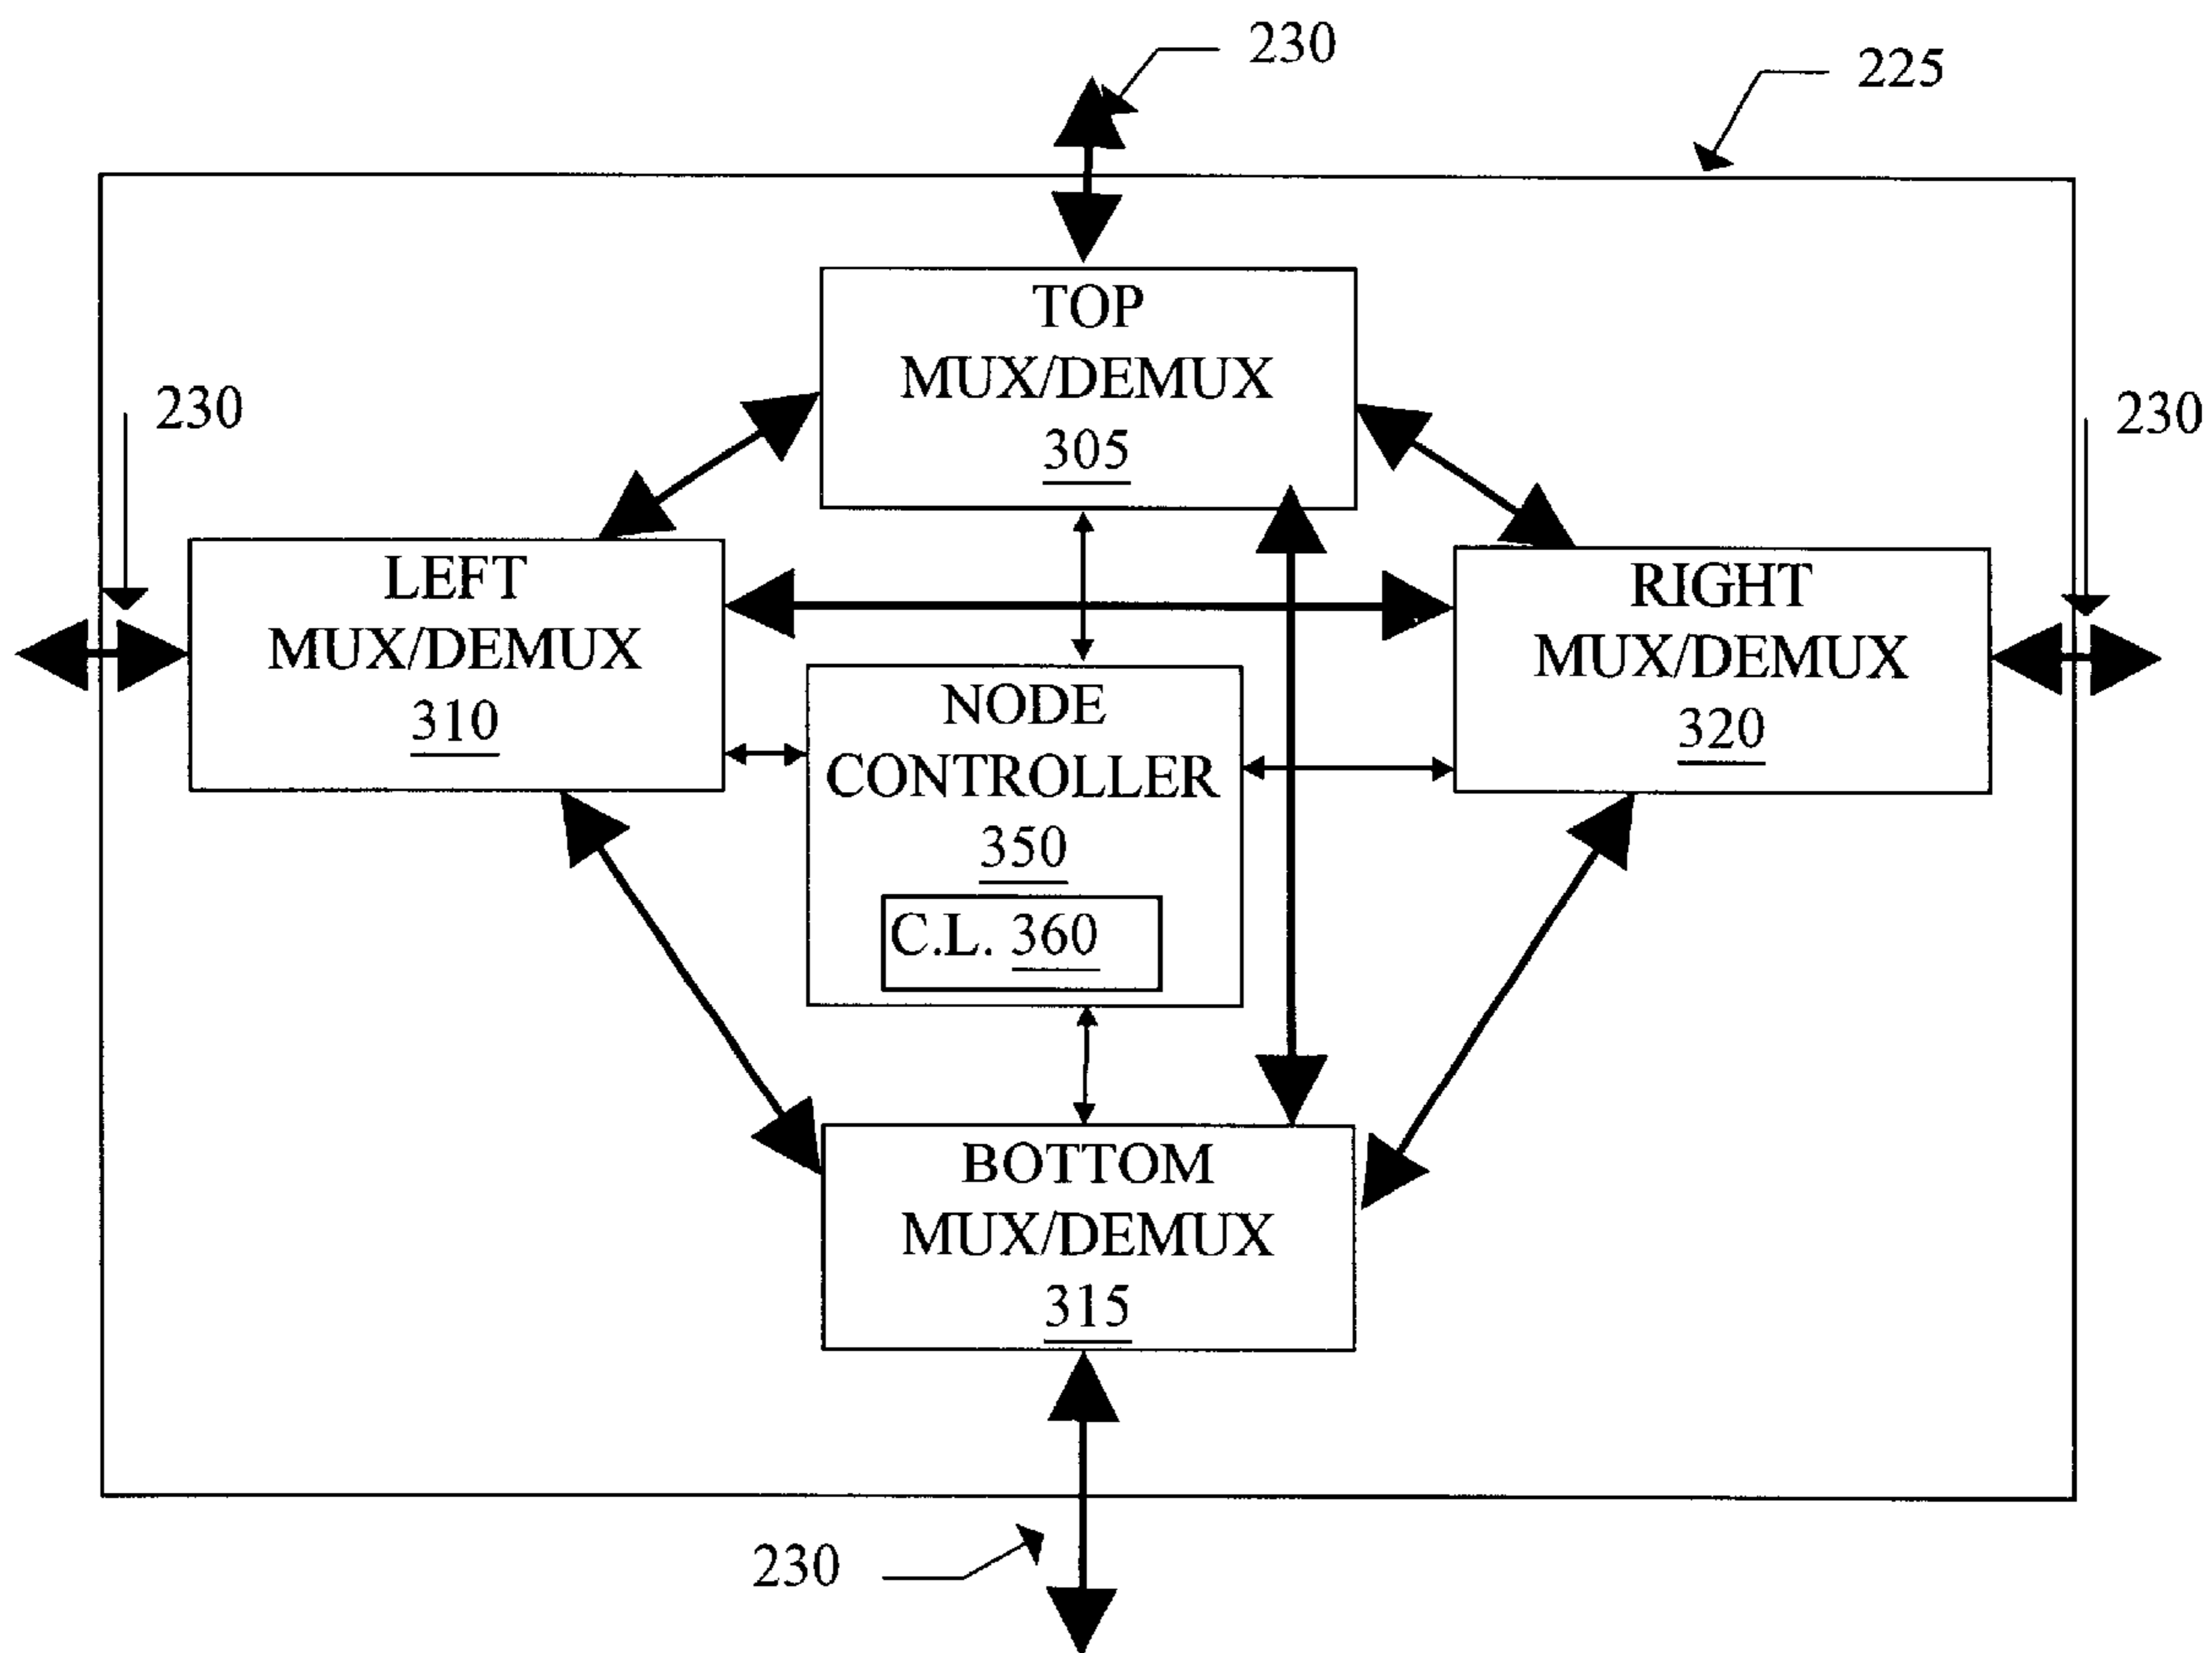 230
225
TOP
MUX/DEMUX
305
230
230
LEFT
MUX/DEMUX
310
RIGHT
MUX/DEMUX
320
NODE
CONTROLLER
350
C.L. 360
BOTTOM
MUX/DEMUX
315
230